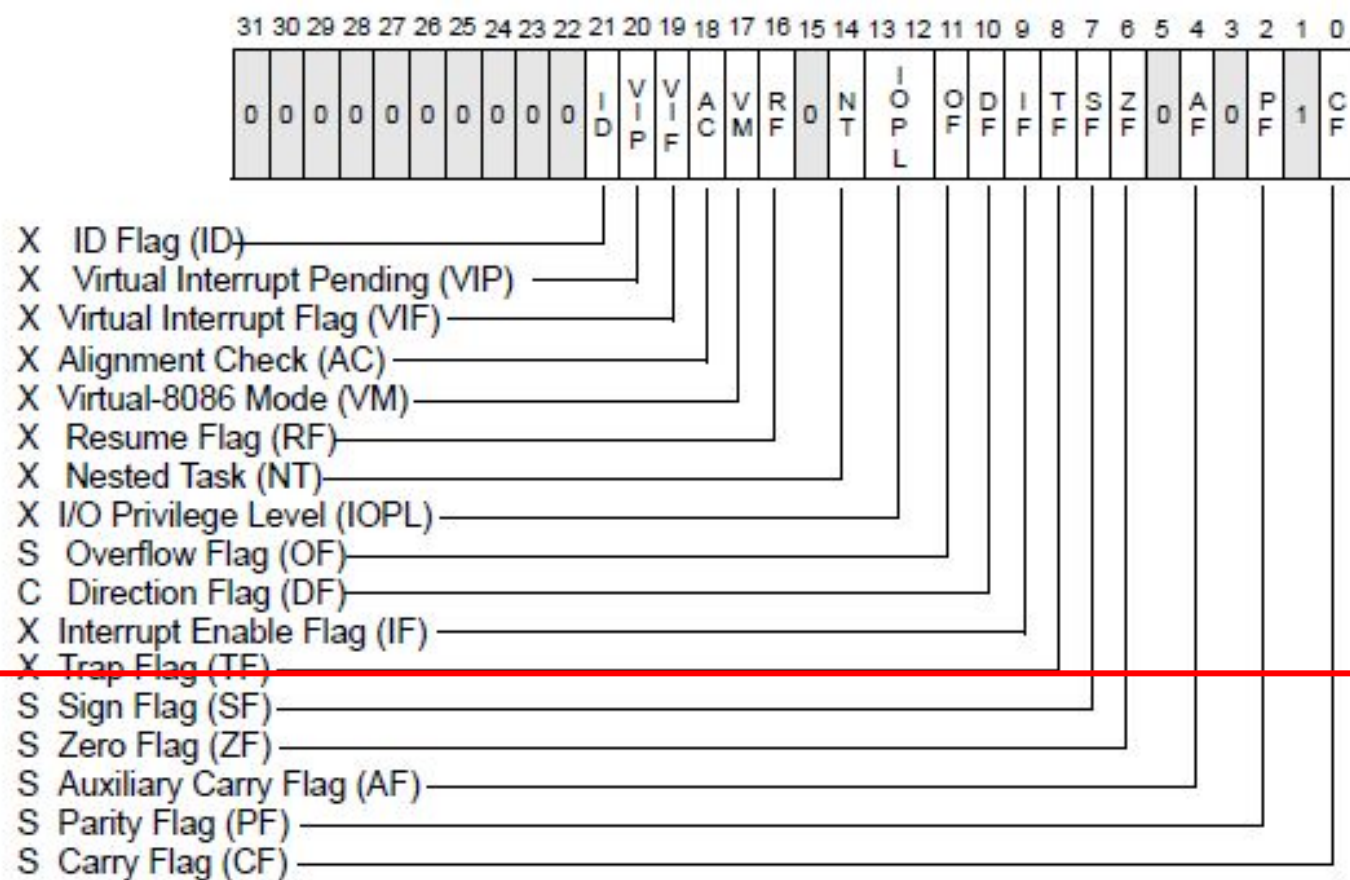 31 30 29 28 27 26 25 24 23 22 21 20 19 18 17 16 15 14 13 12 11 10 9 8 7 6 5 4 3 2 1 0
0 0 0 0 0 0 0 0 0 0 ID VIP VIF AC VM RF 0 NT IOPL OF DF IF TF SF ZF 0 AF 0 PF 1 CF
X ID Flag (ID)
X Virtual Interrupt Pending (VIP)
X Virtual Interrupt Flag (VIF)
X Alignment Check (AC)
X Virtual-8086 Mode (VM)
X Resume Flag (RF)
X Nested Task (NT)
X I/O Privilege Level (IOPL)
S Overflow Flag (OF)
C Direction Flag (DF)
X Interrupt Enable Flag (IF)
X Trap Flag (TF)
S Sign Flag (SF)
S Zero Flag (ZF)
S Auxiliary Carry Flag (AF)
S Parity Flag (PF)
S Carry Flag (CF)